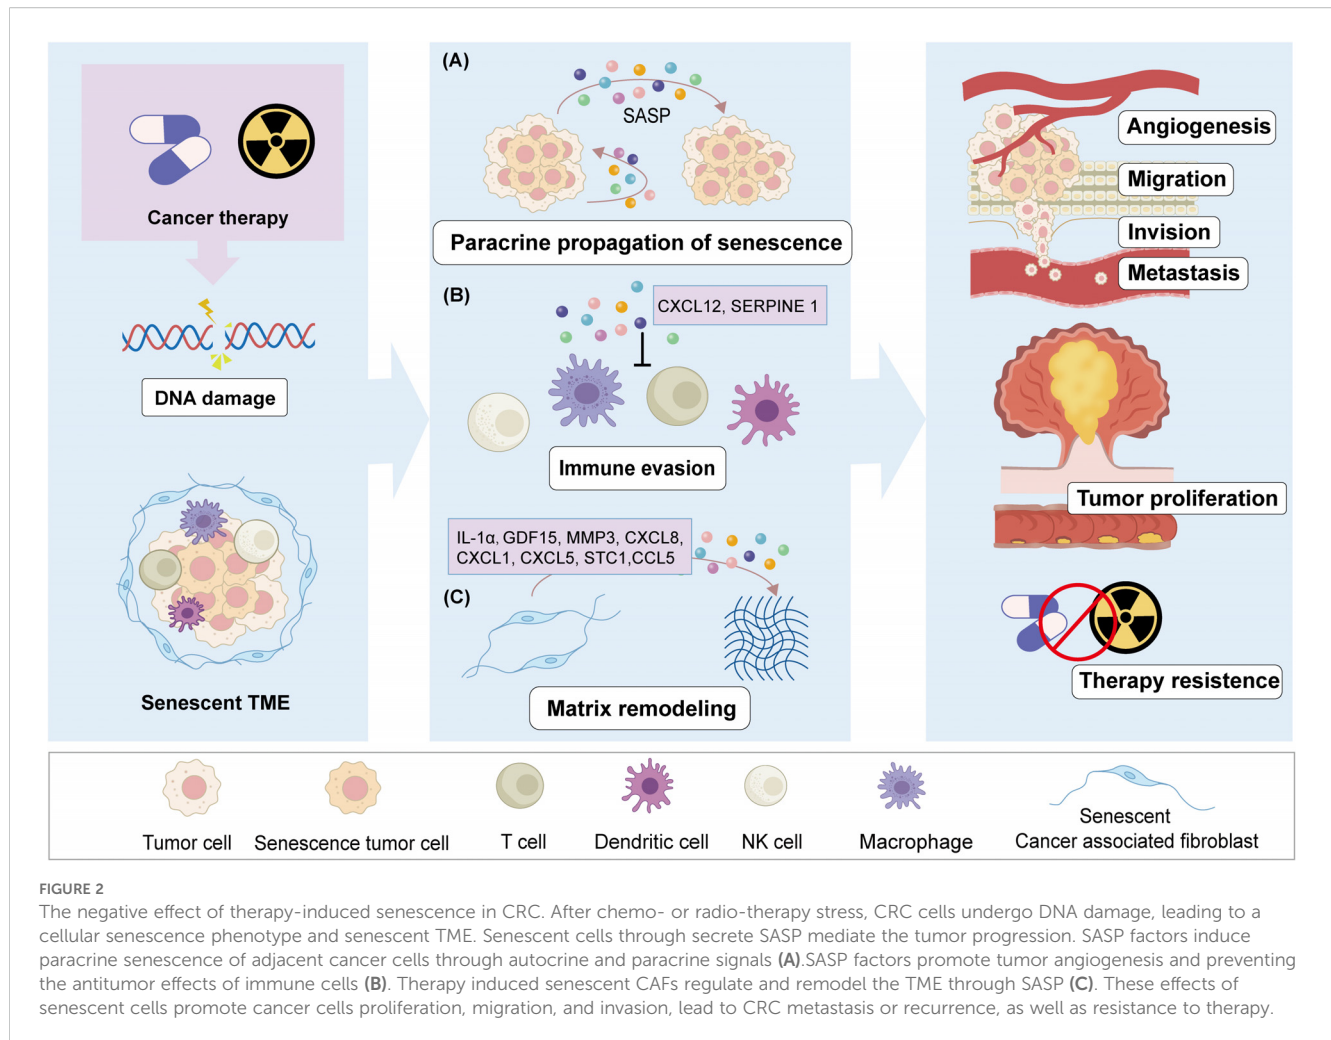 Cancer therapy
DNA damage
Senescent TME
(A)
SASP
Paracrine propagation of senescence
(B)
CXCL12, SERPINE 1
Immune evasion
IL-1α, GDF15, MMP3, CXCL8,
CXCL1, CXCL5, STC1,CCL5
(C)
Matrix remodeling
Angiogenesis
Migration
Invision
Metastasis
Tumor proliferation
Therapy resistence
Tumor cell
Senescence tumor cell
T cell
Dendritic cell
NK cell
Macrophage
Senescent
Cancer associated fibroblast
FIGURE 2
The negative effect of therapy-induced senescence in CRC. After chemo- or radio-therapy stress, CRC cells undergo DNA damage, leading to a
cellular senescence phenotype and senescent TME. Senescent cells through secrete SASP mediate the tumor progression. SASP factors induce
paracrine senescence of adjacent cancer cells through autocrine and paracrine signals (A).SASP factors promote tumor angiogenesis and preventing
the antitumor effects of immune cells (B). Therapy induced senescent CAFs regulate and remodel the TME through SASP (C). These effects of
senescent cells promote cancer cells proliferation, migration, and invasion, lead to CRC metastasis or recurrence, as well as resistance to therapy.